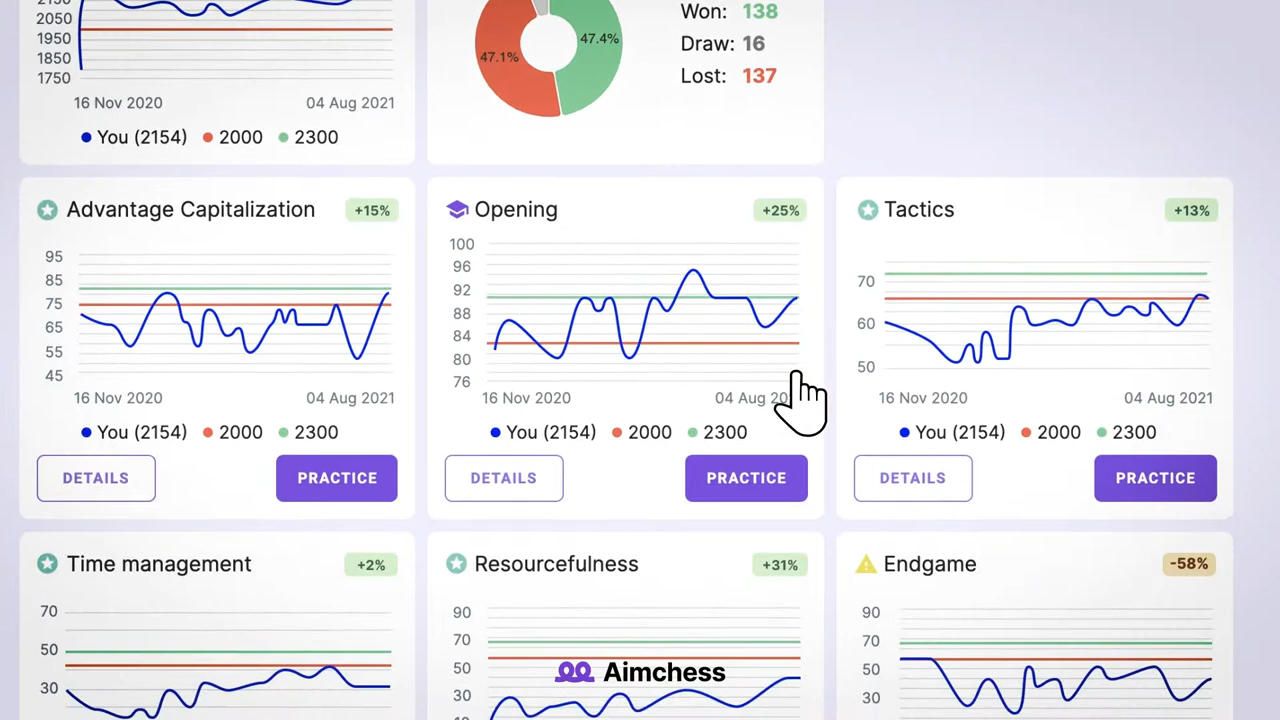 2050
1950
1850
1750
16 Nov 2020
04 Aug 2021
You (2154)
2000
2300
47.1%
47.4%
Won: 138
Draw: 16
Lost: 137
Advantage Capitalization
+15%
95
85
75
65
55
45
16 Nov 2020
04 Aug 2021
You (2154)
2000
2300
DETAILS
PRACTICE
Opening
+25%
100
96
92
88
84
80
76
16 Nov 2020
04 Aug 20
You (2154)
2000
2300
DETAILS
PRACTICE
Tactics
+13%
70
60
50
16 Nov 2020
04 Aug 2021
You (2154)
2000
2300
DETAILS
PRACTICE
Time management
+2%
70
50
30
Resourcefulness
+31%
90
70
50
30
Aimchess
Endgame
-58%
90
70
50
30